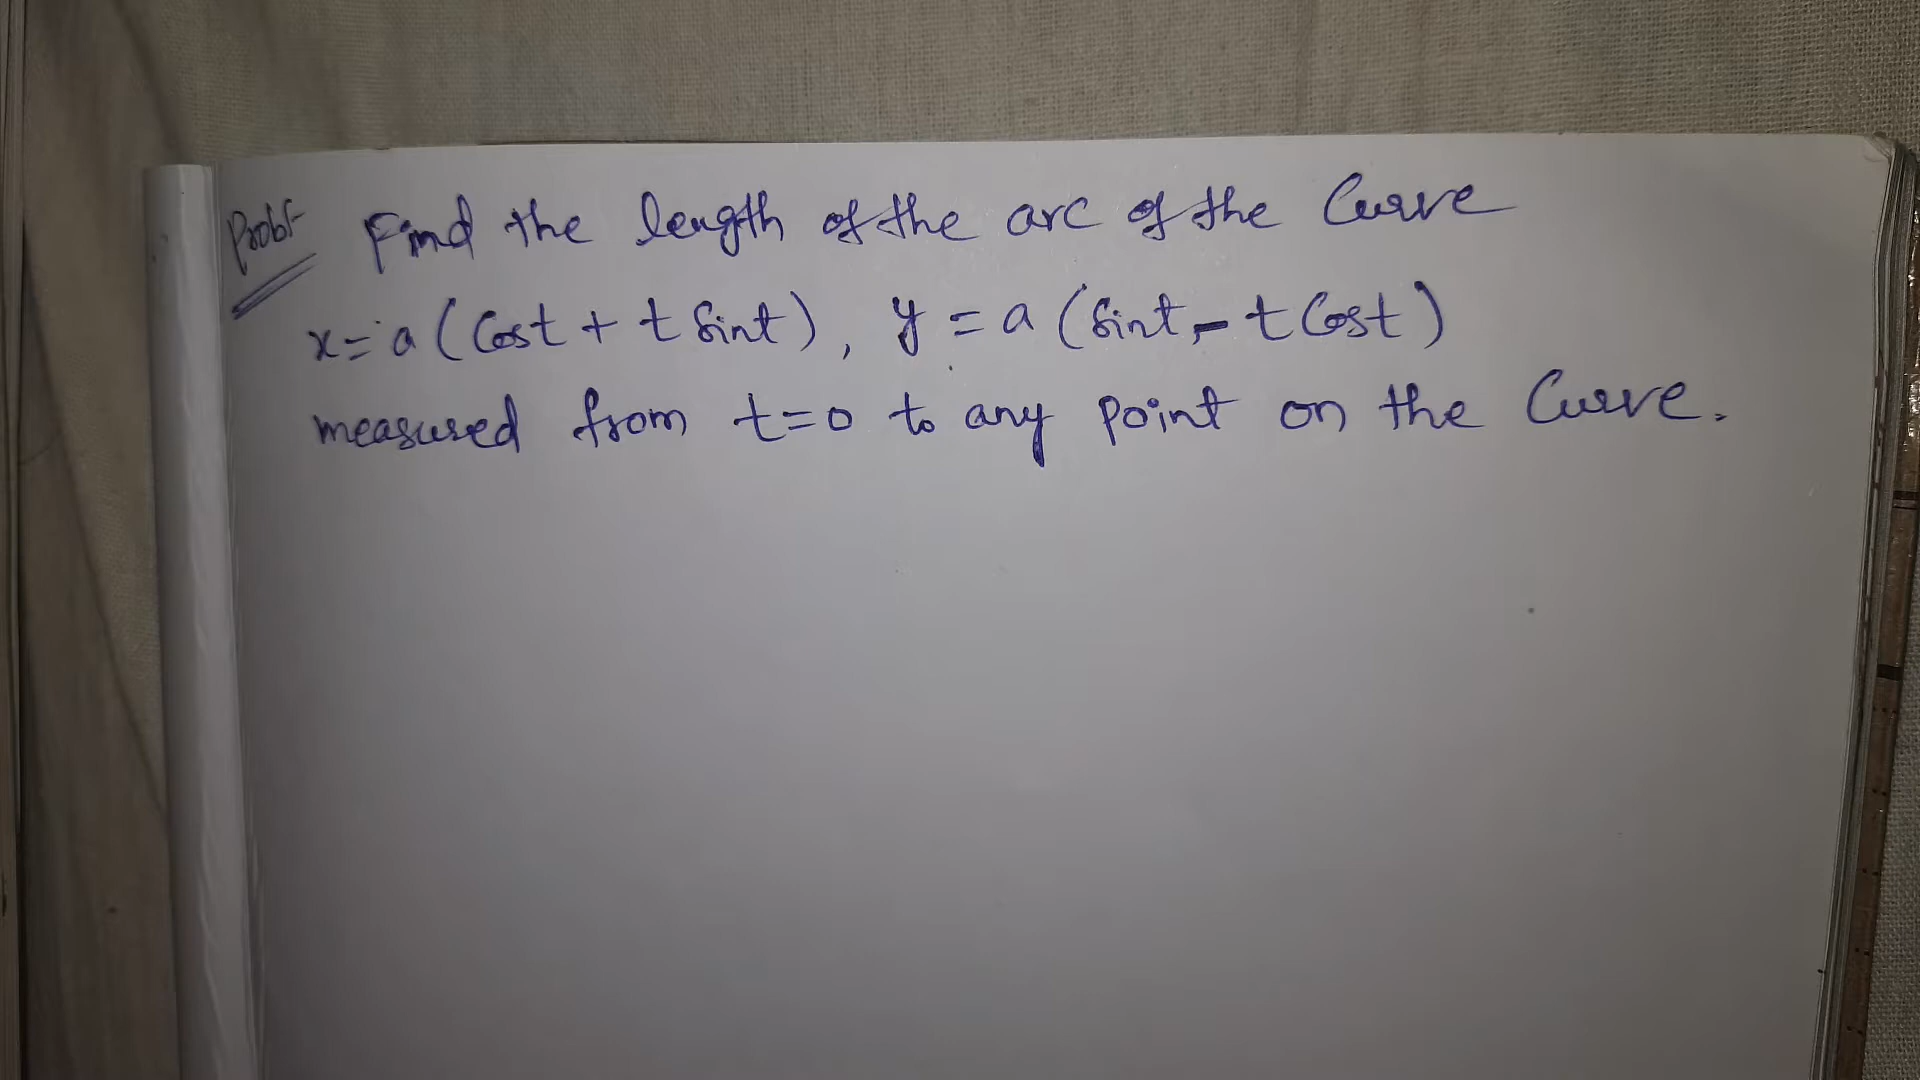 Prob:- Find the length of the arc of the Curve
x = a (Cost + t Sint), y = a (Sint - t Cost)
measured from t=0 to any point on the Curve.